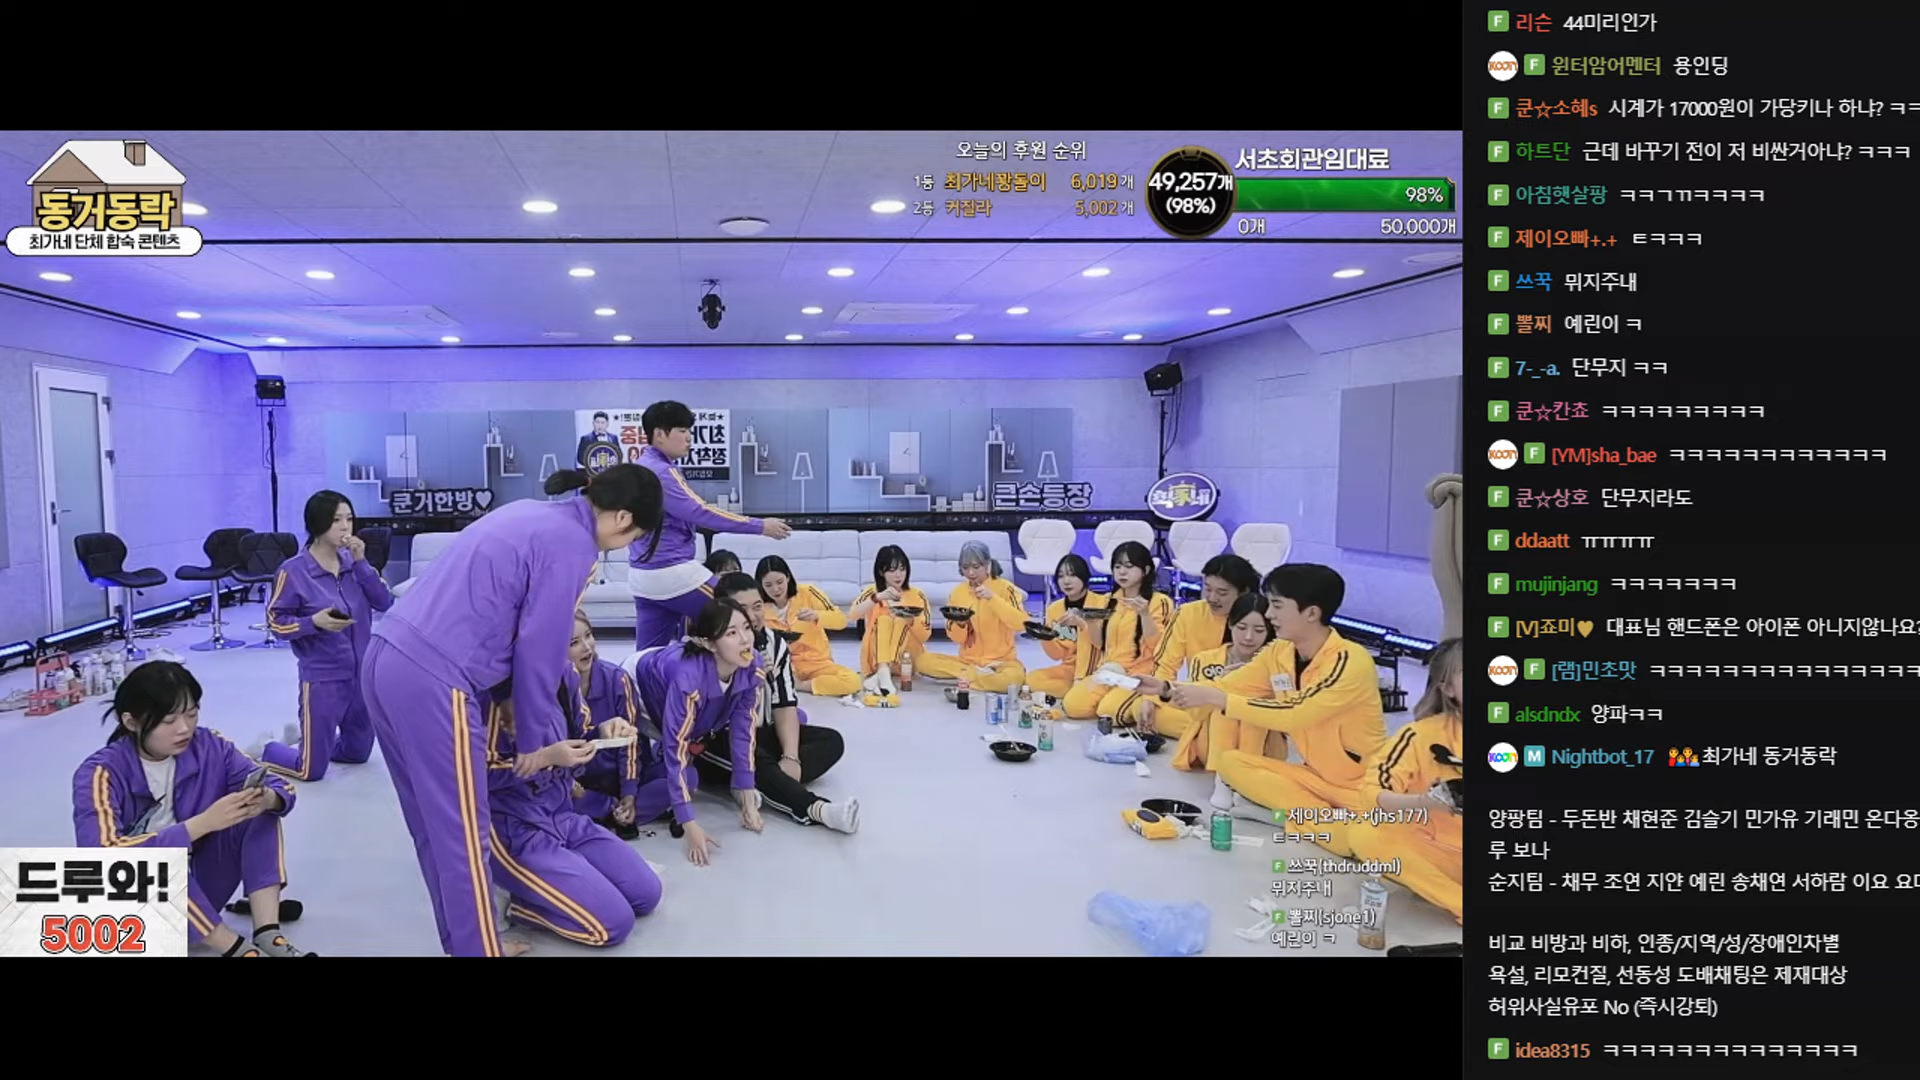 동거동락
최가네 단체 합숙 콘텐츠
오늘의 후원 순위
1등 최가네꽝돌이 6,019개
2등 커질라 5,002개
49,257개
(98%)
서초회관임대료
98%
0개 50,000개
쿤거한방♥
큰손등장
드루와!
5002
제이오빠+.+(jhs177)
ㅌㅋㅋㅋ
쓰꾹(thdruddml)
뮈지주내
뽈찌(sjone1)
예린이 ㅋ
F 리슨 44미리인가
F 윈터암어멘터 용인딩
F 쿤☆소혜s 시계가 17000원이 가당키나 하냐? ㅋㅋ
F 하트단 근데 바꾸기 전이 저 비싼거아냐? ㅋㅋㅋ
F 아침햇살팡 ㅋㅋㄱㄲㅋㅋㅋㅋ
F 제이오빠+.+ ㅌㅋㅋㅋ
F 쓰꾹 뮈지주내
F 뽈찌 예린이 ㅋ
F 7-_-a. 단무지 ㅋㅋ
F 쿤☆칸쵸 ㅋㅋㅋㅋㅋㅋㅋㅋㅋ
F [YM]sha_bae ㅋㅋㅋㅋㅋㅋㅋㅋㅋㅋㅋㅋ
F 쿤☆상호 단무지라도
F ddaatt ㅠㅠㅠㅠ
F mujinjang ㅋㅋㅋㅋㅋㅋㅋ
F [V]죠미♥ 대표님 핸드폰은 아이폰 아니지않나요?
F [램]민초맛 ㅋㅋㅋㅋㅋㅋㅋㅋㅋㅋㅋㅋㅋㅋㅋ
F alsdndx 양파ㅋㅋ
M Nightbot_17 최가네 동거동락
양팡팀 - 두돈반 채현준 김슬기 민가유 기래민 온다옹
루 보나
순지팀 - 채무 조연 지얀 예린 송채연 서하람 이요 요
비교 비방과 비하, 인종/지역/성/장애인차별
욕설, 리모컨질, 선동성 도배채팅은 제재대상
허위사실유포 No (즉시강퇴)
F idea8315 ㅋㅋㅋㅋㅋㅋㅋㅋㅋㅋㅋㅋㅋㅋ